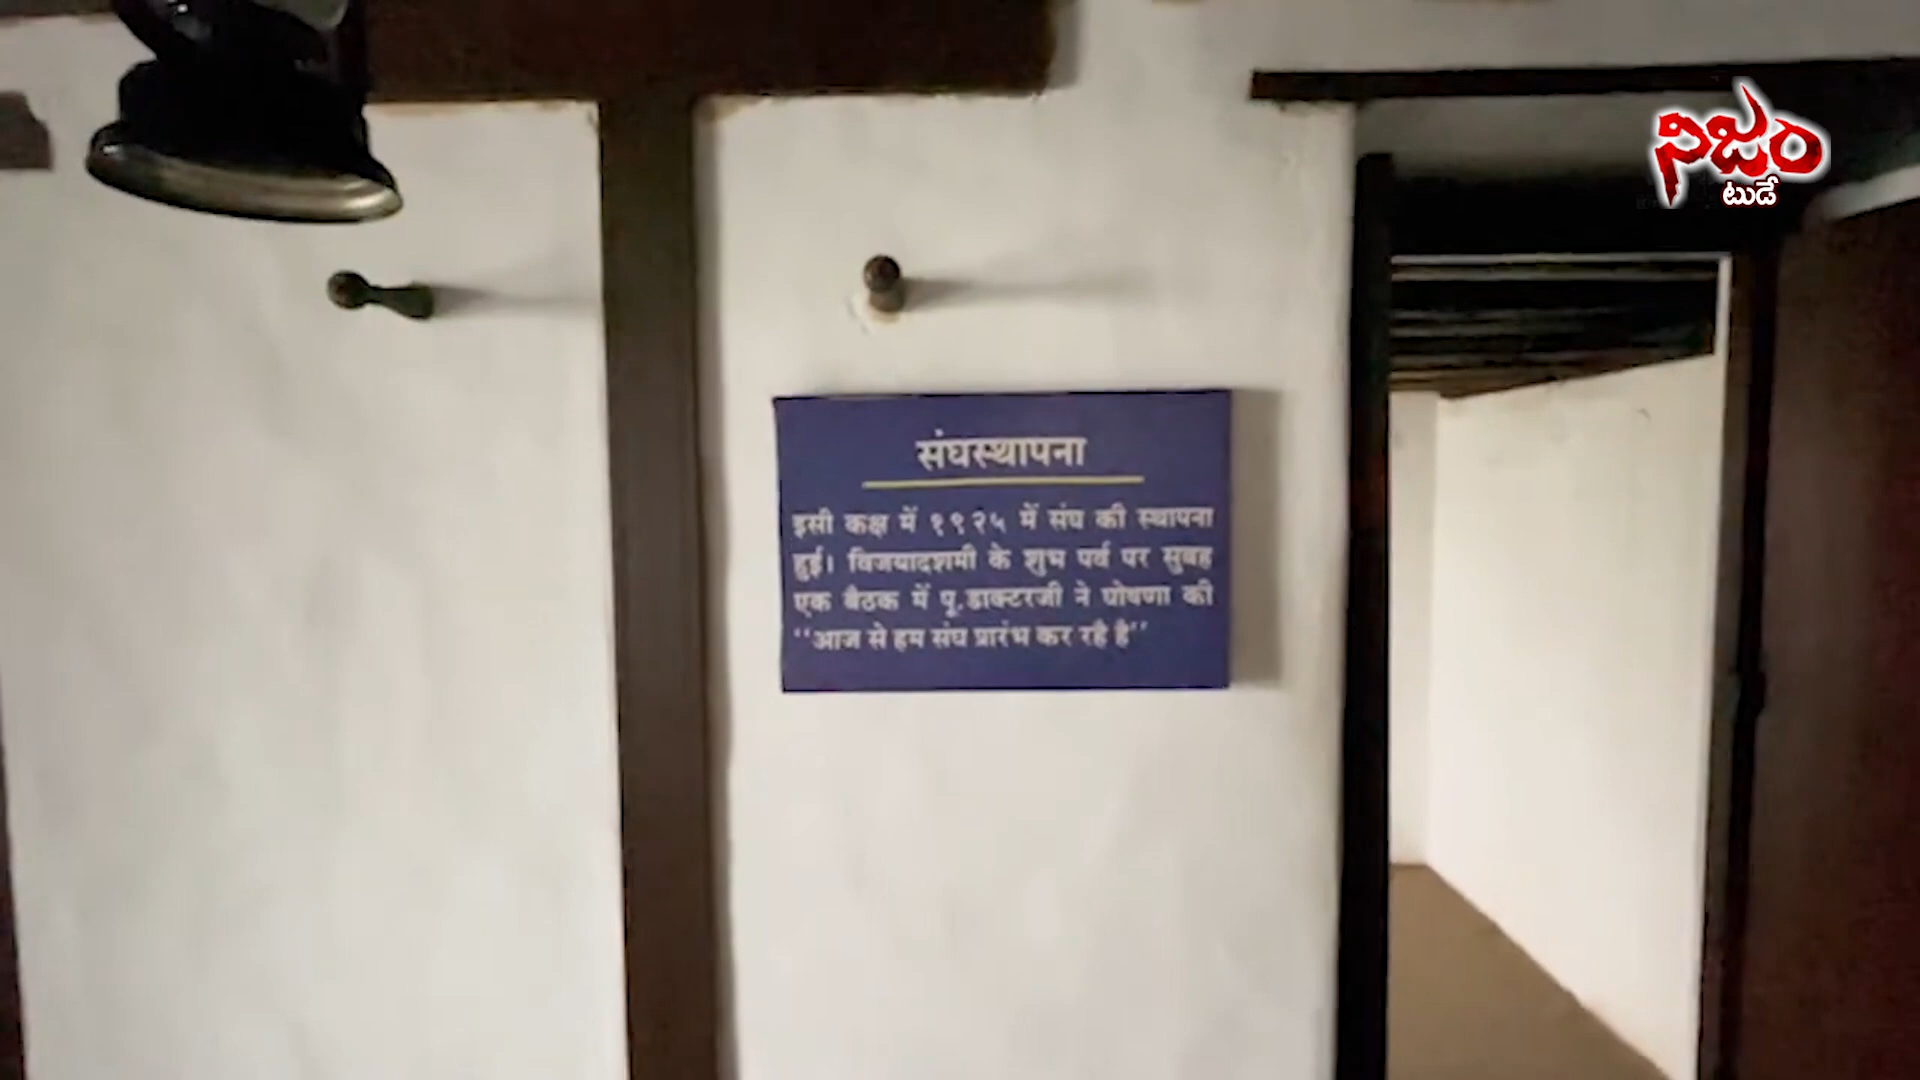 నిజం
టుడే
संघस्थापना
इसी कक्ष में १९२५ में संघ की स्थापना
हुई। विजयादशमी के शुभ पर्व पर सुबह
एक बैठक में पू.डाक्टरजी ने घोषणा की
‘‘आज से हम संघ प्रारंभ कर रहै है’’